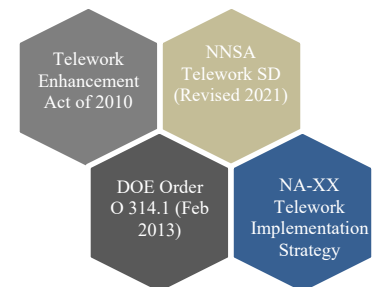 Telework
Enhancement
Act of 2010
NNSA
Telework SD
(Revised 2021)
DOE Order
O 314.1 (Feb
2013)
NA-XX
Telework
Implementation
Strategy